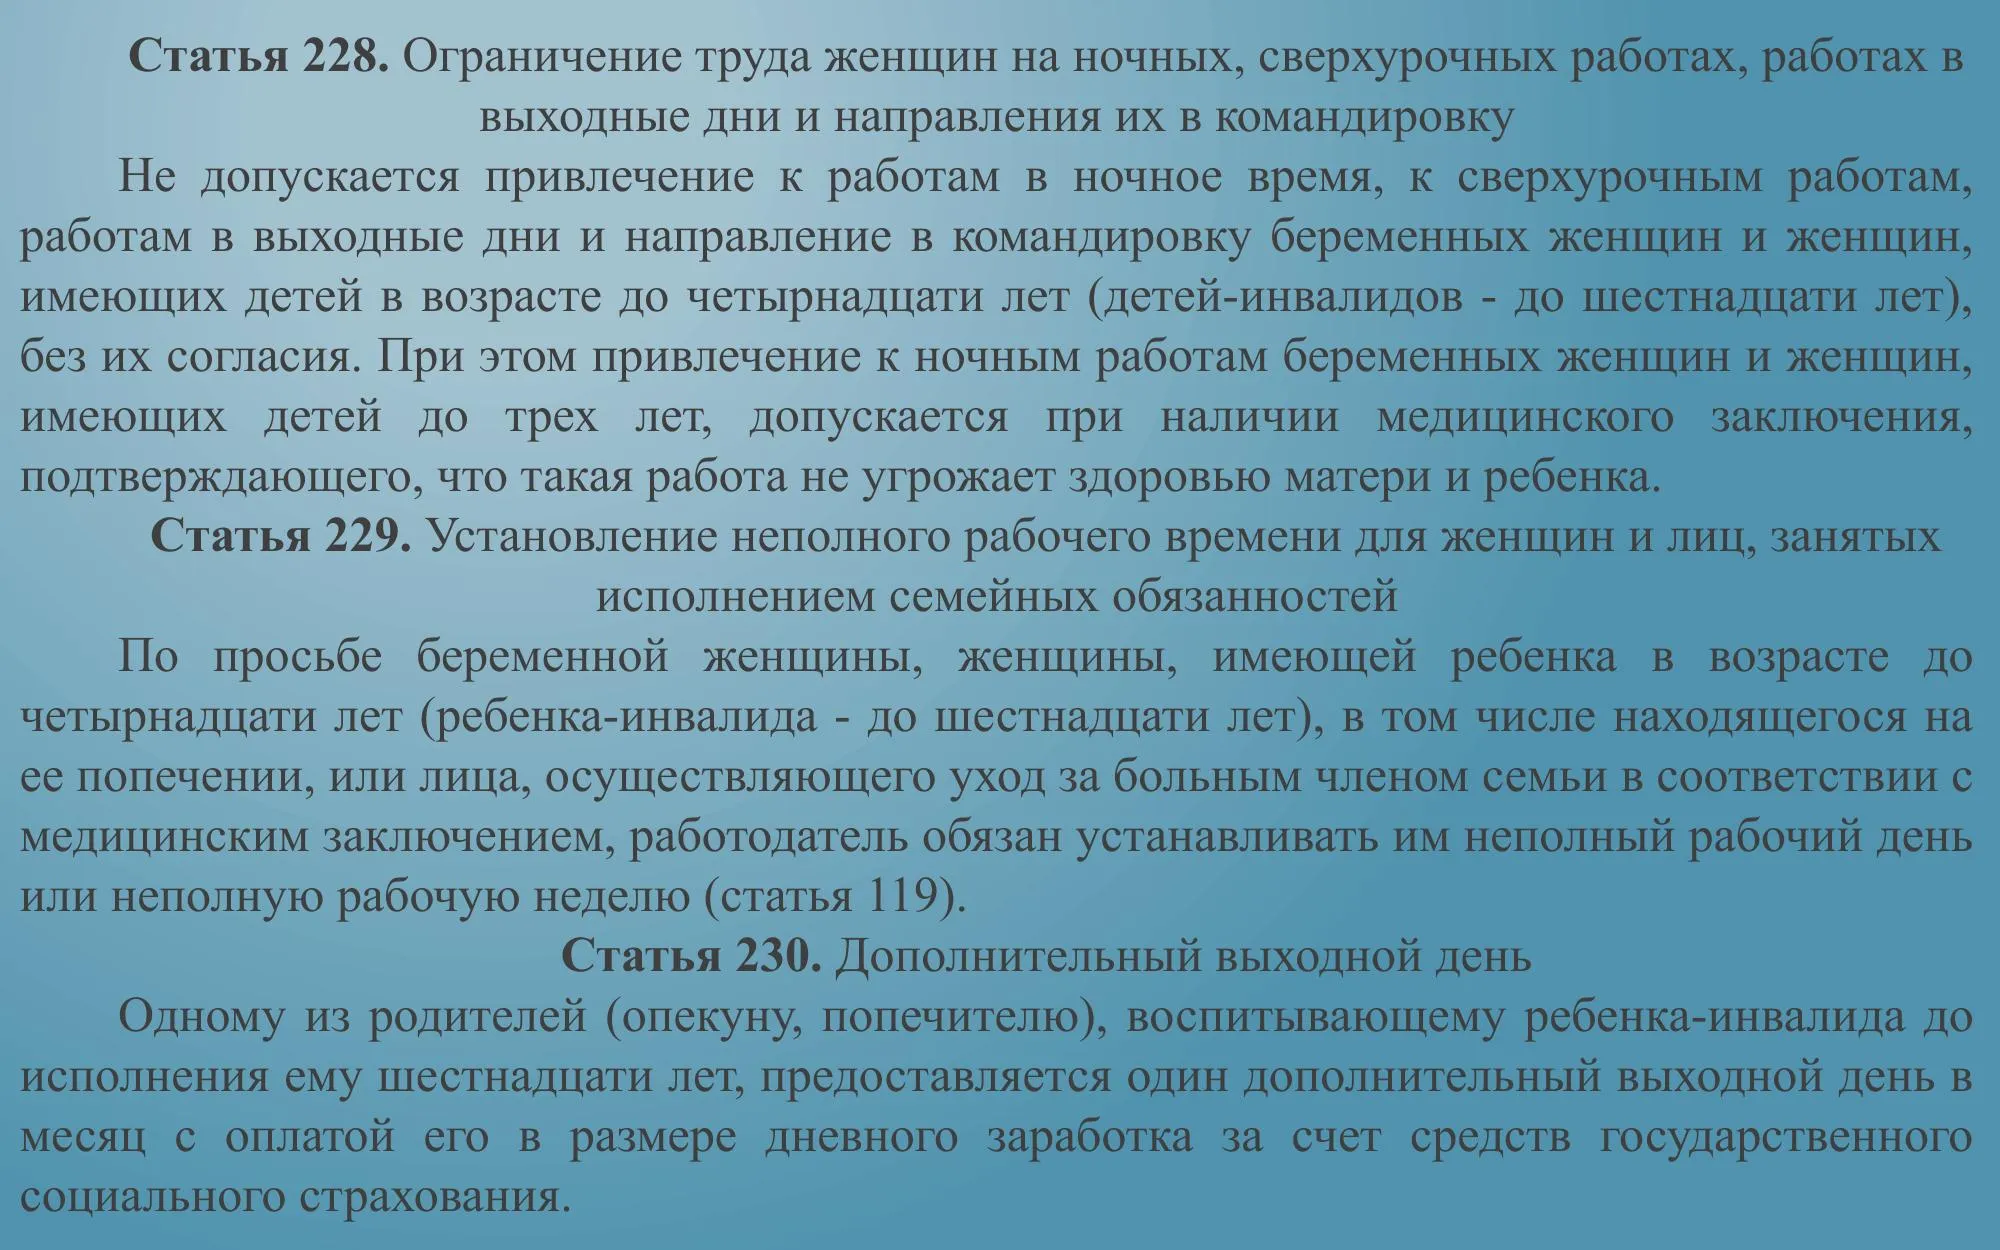 Статья 228. Ограничение труда женщин на ночных, сверхурочных работах, работах в
выходные дни и направления их в командировку
Не допускается привлечение к работам в ночное время, к сверхурочным работам,
работам в выходные дни и направление в командировку беременных женщин и женщин,
имеющих детей в возрасте до четырнадцати лет (детей-инвалидов - до шестнадцати лет),
без их согласия. При этом привлечение к ночным работам беременных женщин и женщин,
имеющих детей до трех лет, допускается при наличии медицинского заключения,
подтверждающего, что такая работа не угрожает здоровью матери и ребенка.
Статья 229. Установление неполного рабочего времени для женщин и лиц, занятых
исполнением семейных обязанностей
По просьбе беременной женщины, женщины, имеющей ребенка в возрасте до
четырнадцати лет (ребенка-инвалида - до шестнадцати лет), в том числе находящегося на
ее попечении, или лица, осуществляющего уход за больным членом семьи в соответствии с
медицинским заключением, работодатель обязан устанавливать им неполный рабочий день
или неполную рабочую неделю (статья 119).
Статья 230. Дополнительный выходной день
Одному из родителей (опекуну, попечителю), воспитывающему ребенка-инвалида до
исполнения ему шестнадцати лет, предоставляется один дополнительный выходной день в
месяц с оплатой его в размере дневного заработка за счет средств государственного
социального страхования.